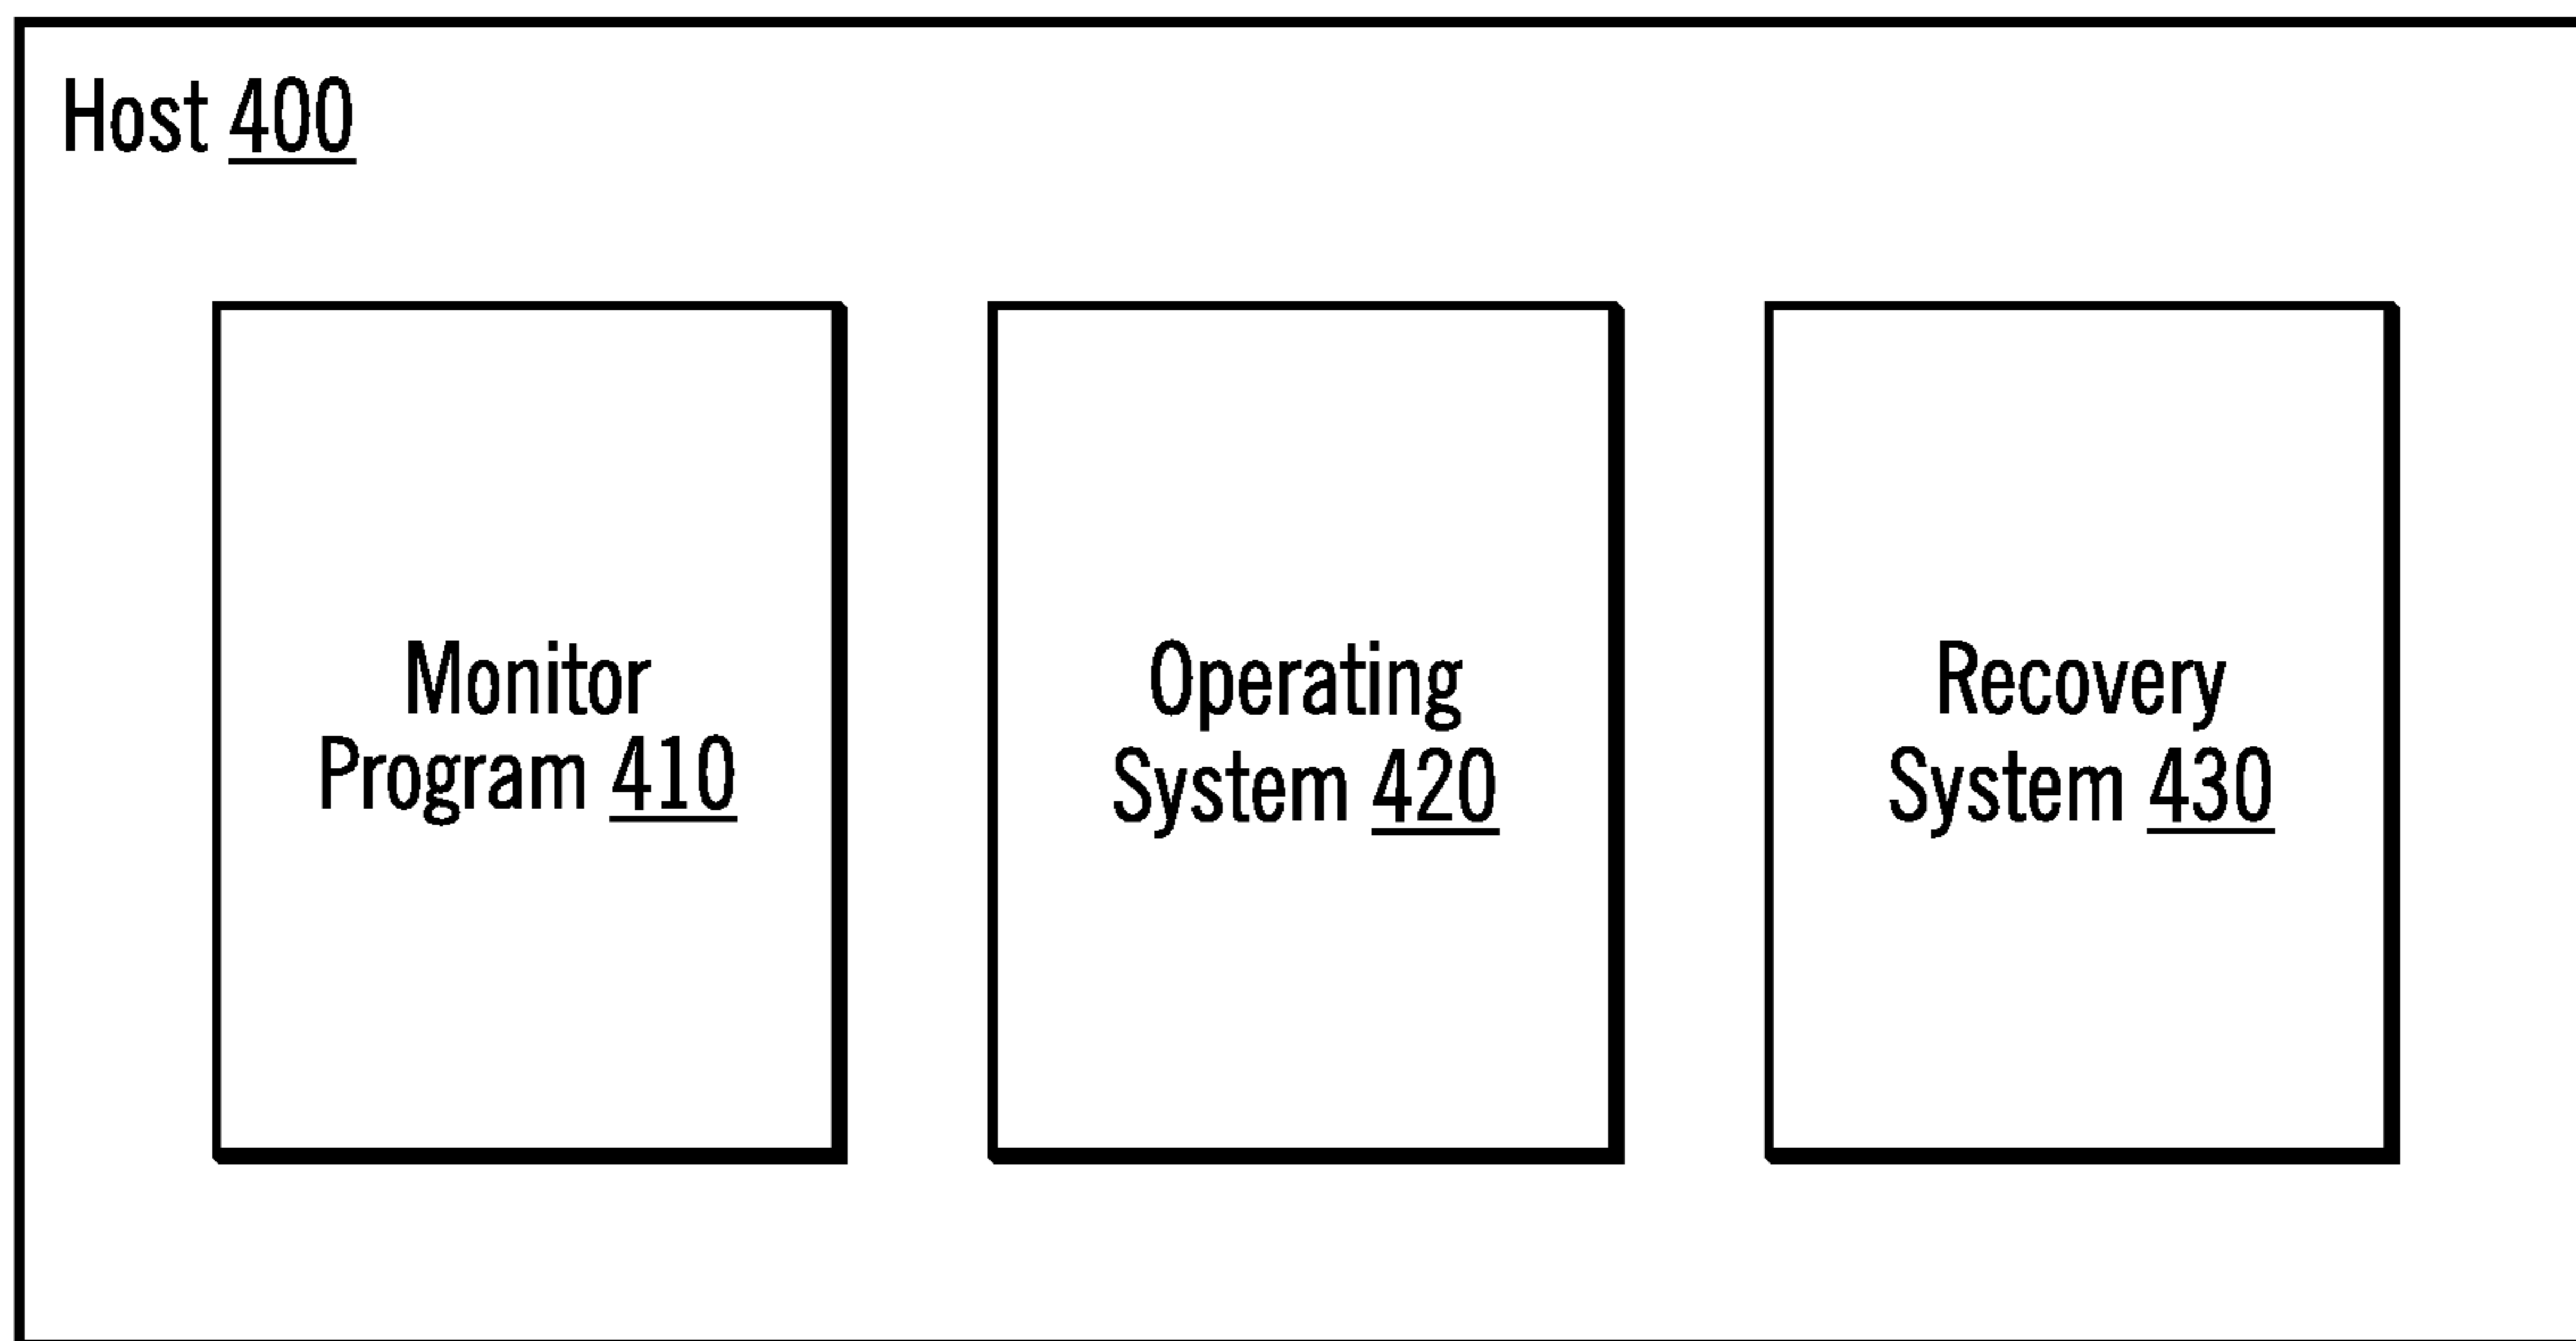 Host 400
Monitor
Program 410
Operating
System 420
Recovery
System 430